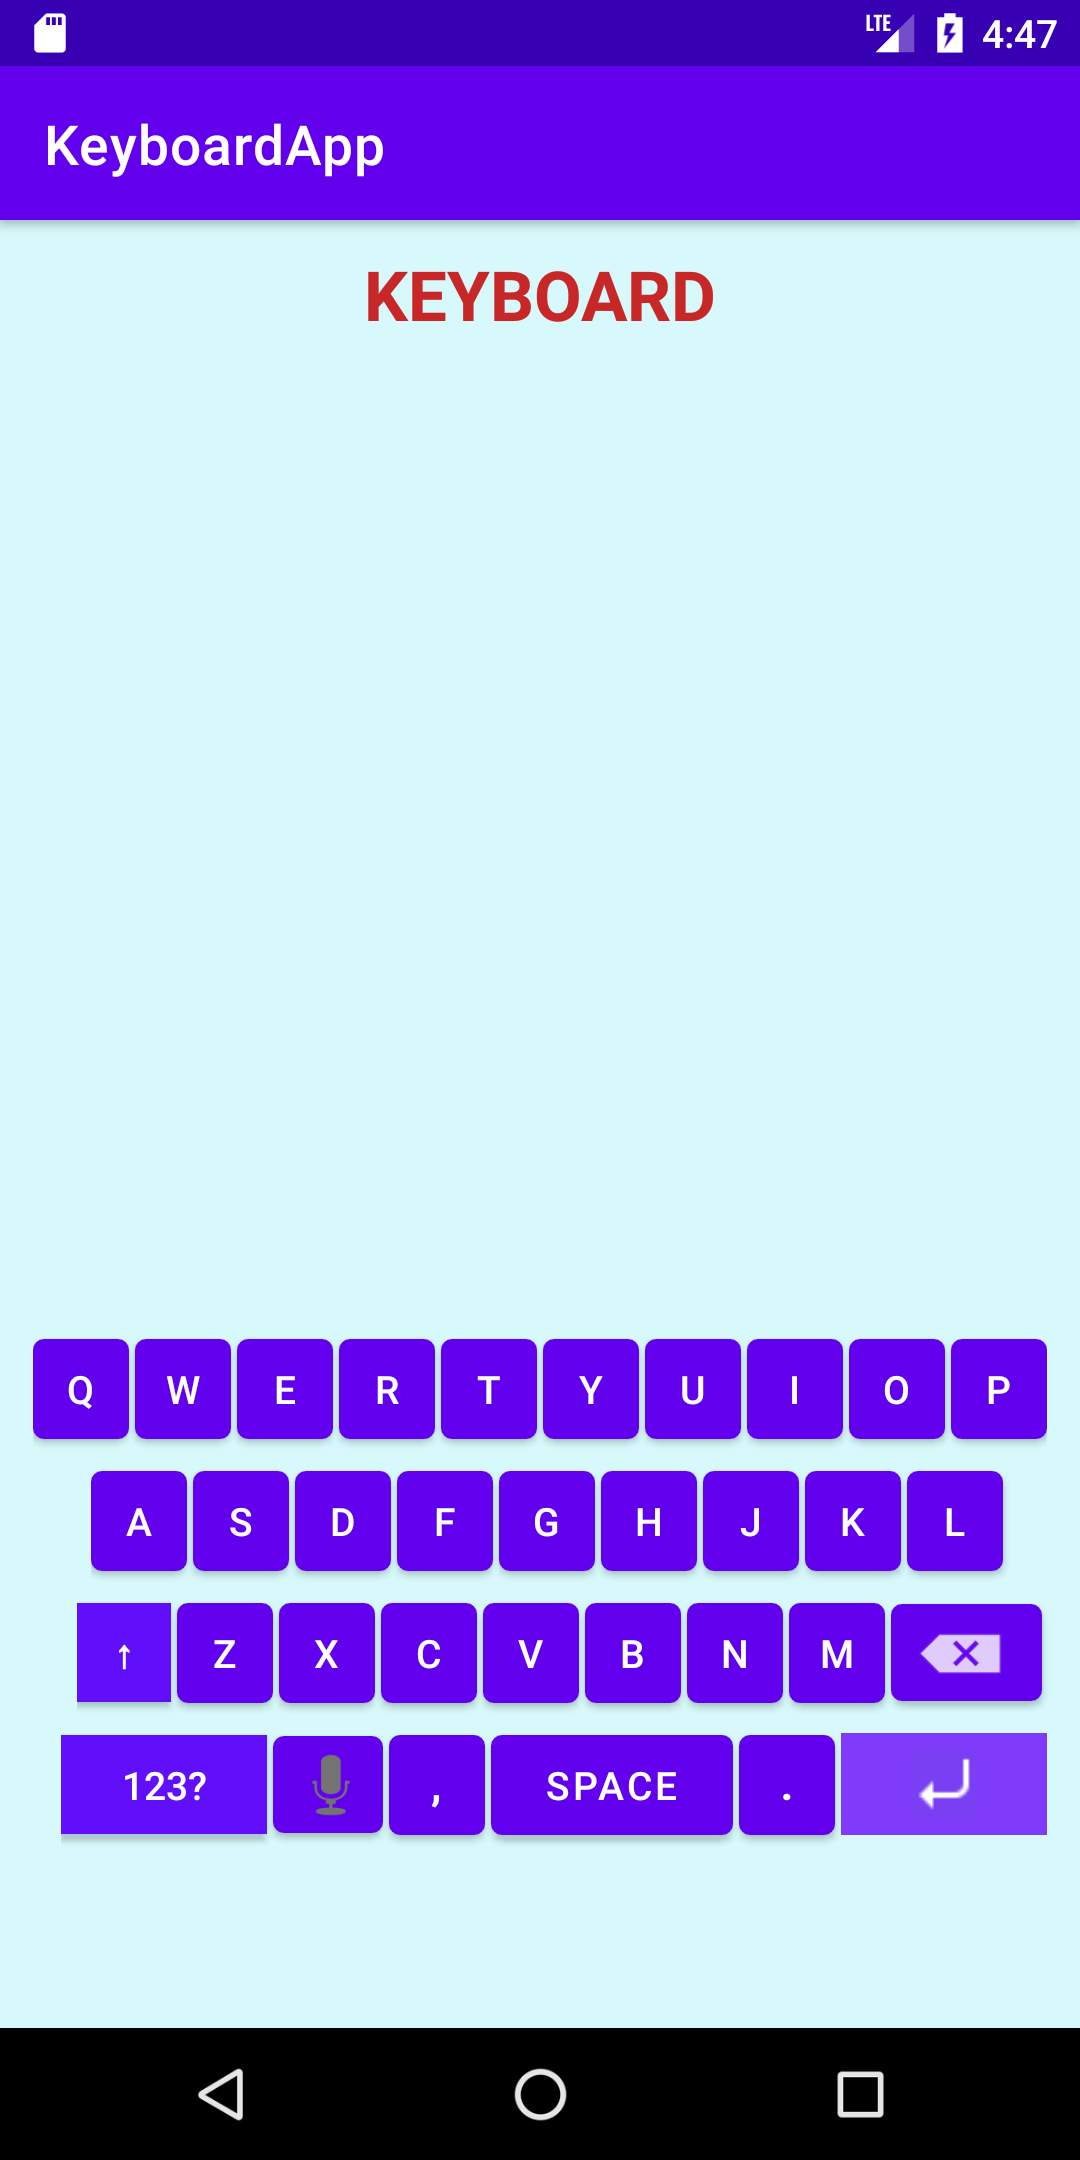 LTE 4:47
KeyboardApp
KEYBOARD
Q W E R T Y U I O P
A S D F G H J K L
↑ Z X C V B N M
123? , SPACE .